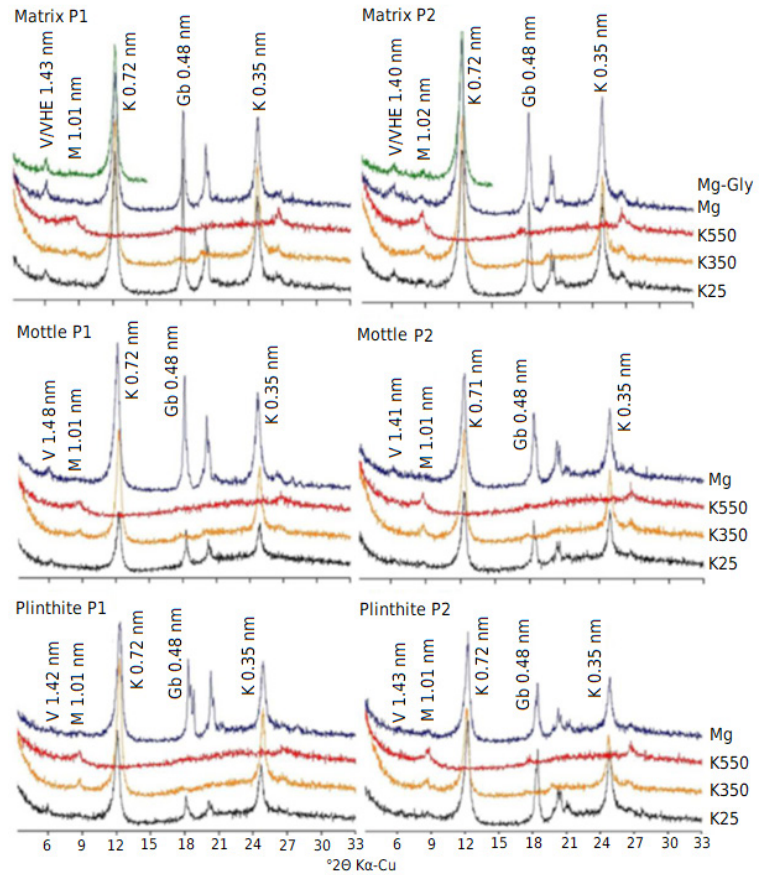 Matrix P1
V/VHE 1.43 nm
M 1.01 nm
K 0.72 nm
Gb 0.48 nm
K 0.35 nm
Matrix P2
V/VHE 1.40 nm
M 1.02 nm
K 0.72 nm
Gb 0.48 nm
K 0.35 nm
Mg-Gly
Mg
K550
K350
K25
Mottle P1
V 1.48 nm
M 1.01 nm
K 0.72 nm
Gb 0.48 nm
K 0.35 nm
Mottle P2
V 1.41 nm
M 1.01 nm
K 0.71 nm
Gb 0.48 nm
K 0.35 nm
Mg
K550
K350
K25
Plinthite P1
V 1.42 nm
M 1.01 nm
K 0.72 nm
Gb 0.48 nm
K 0.35 nm
Plinthite P2
V 1.43 nm
M 1.01 nm
K 0.72 nm
Gb 0.48 nm
K 0.35 nm
Mg
K550
K350
K25
6 9 12 15 18 21 24 27 30 33
6 9 12 15 18 21 24 27 30 33
°2Θ Kα-Cu